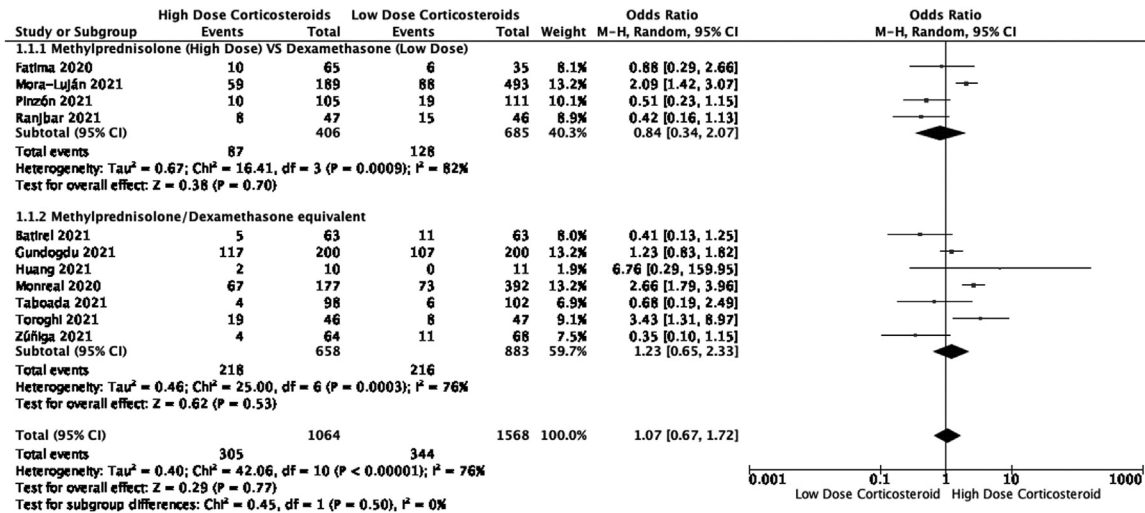 High Dose Corticosteroids Low Dose Corticosteroids Odds Ratio Odds Ratio
Study or Subgroup Events Total Events Total Weight M-H, Random, 95% CI M-H, Random, 95% CI
1.1.1 Methylprednisolone (High Dose) VS Dexamethasone (Low Dose)
Fatima 2020 10 65 6 35 8.1% 0.88 [0.29, 2.66]
Mora-Luján 2021 59 189 88 493 13.2% 2.09 [1.42, 3.07]
Pinzón 2021 10 105 19 111 10.1% 0.51 [0.23, 1.15]
Ranjbar 2021 8 47 15 46 8.9% 0.42 [0.16, 1.13]
Subtotal (95% CI) 406 685 40.3% 0.84 [0.34, 2.07]
Total events 87 128
Heterogeneity: Tau² = 0.67; Chi² = 16.41, df = 3 (P = 0.0009); I² = 82%
Test for overall effect: Z = 0.38 (P = 0.70)
1.1.2 Methylprednisolone/Dexamethasone equivalent
Batirel 2021 5 63 11 63 8.0% 0.41 [0.13, 1.25]
Gundogdu 2021 117 200 107 200 13.2% 1.23 [0.83, 1.82]
Huang 2021 2 10 0 11 1.9% 6.76 [0.29, 159.95]
Monreal 2020 67 177 73 392 13.2% 2.66 [1.79, 3.96]
Taboada 2021 4 98 6 102 6.9% 0.68 [0.19, 2.49]
Toroghi 2021 19 46 8 47 9.1% 3.43 [1.31, 8.97]
Zúñiga 2021 4 64 11 68 7.5% 0.35 [0.10, 1.15]
Subtotal (95% CI) 658 883 59.7% 1.23 [0.65, 2.33]
Total events 218 216
Heterogeneity: Tau² = 0.46; Chi² = 25.00, df = 6 (P = 0.0003); I² = 76%
Test for overall effect: Z = 0.62 (P = 0.53)
Total (95% CI) 1064 1568 100.0% 1.07 [0.67, 1.72]
Total events 305 344
Heterogeneity: Tau² = 0.40; Chi² = 42.06, df = 10 (P < 0.00001); I² = 76%
Test for overall effect: Z = 0.29 (P = 0.77)
Test for subgroup differences: Chi² = 0.45, df = 1 (P = 0.50), I² = 0%
0.001 0.1 1 10 1000
Low Dose Corticosteroid High Dose Corticosteroid